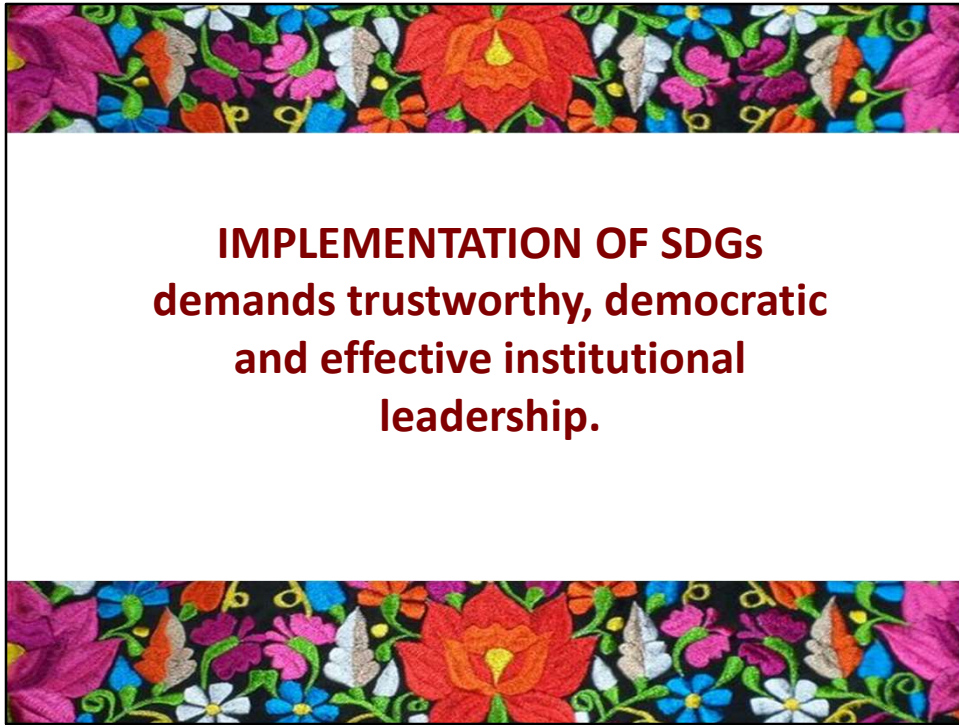 IMPLEMENTATION OF SDGs
demands trustworthy, democratic
and effective institutional
leadership.